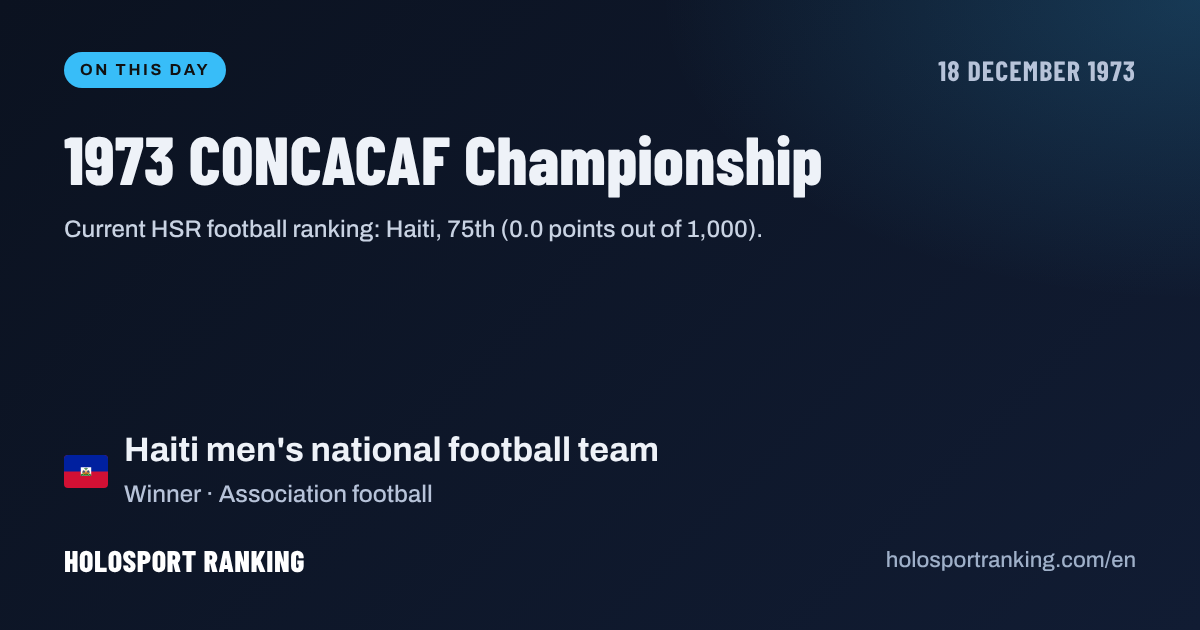 ON THIS DAY
18 DECEMBER 1973
1973 CONCACAF Championship
Current HSR football ranking: Haiti, 75th (0.0 points out of 1,000).
Haiti men's national football team
Winner · Association football
HOLOSPORT RANKING
holosportranking.com/en